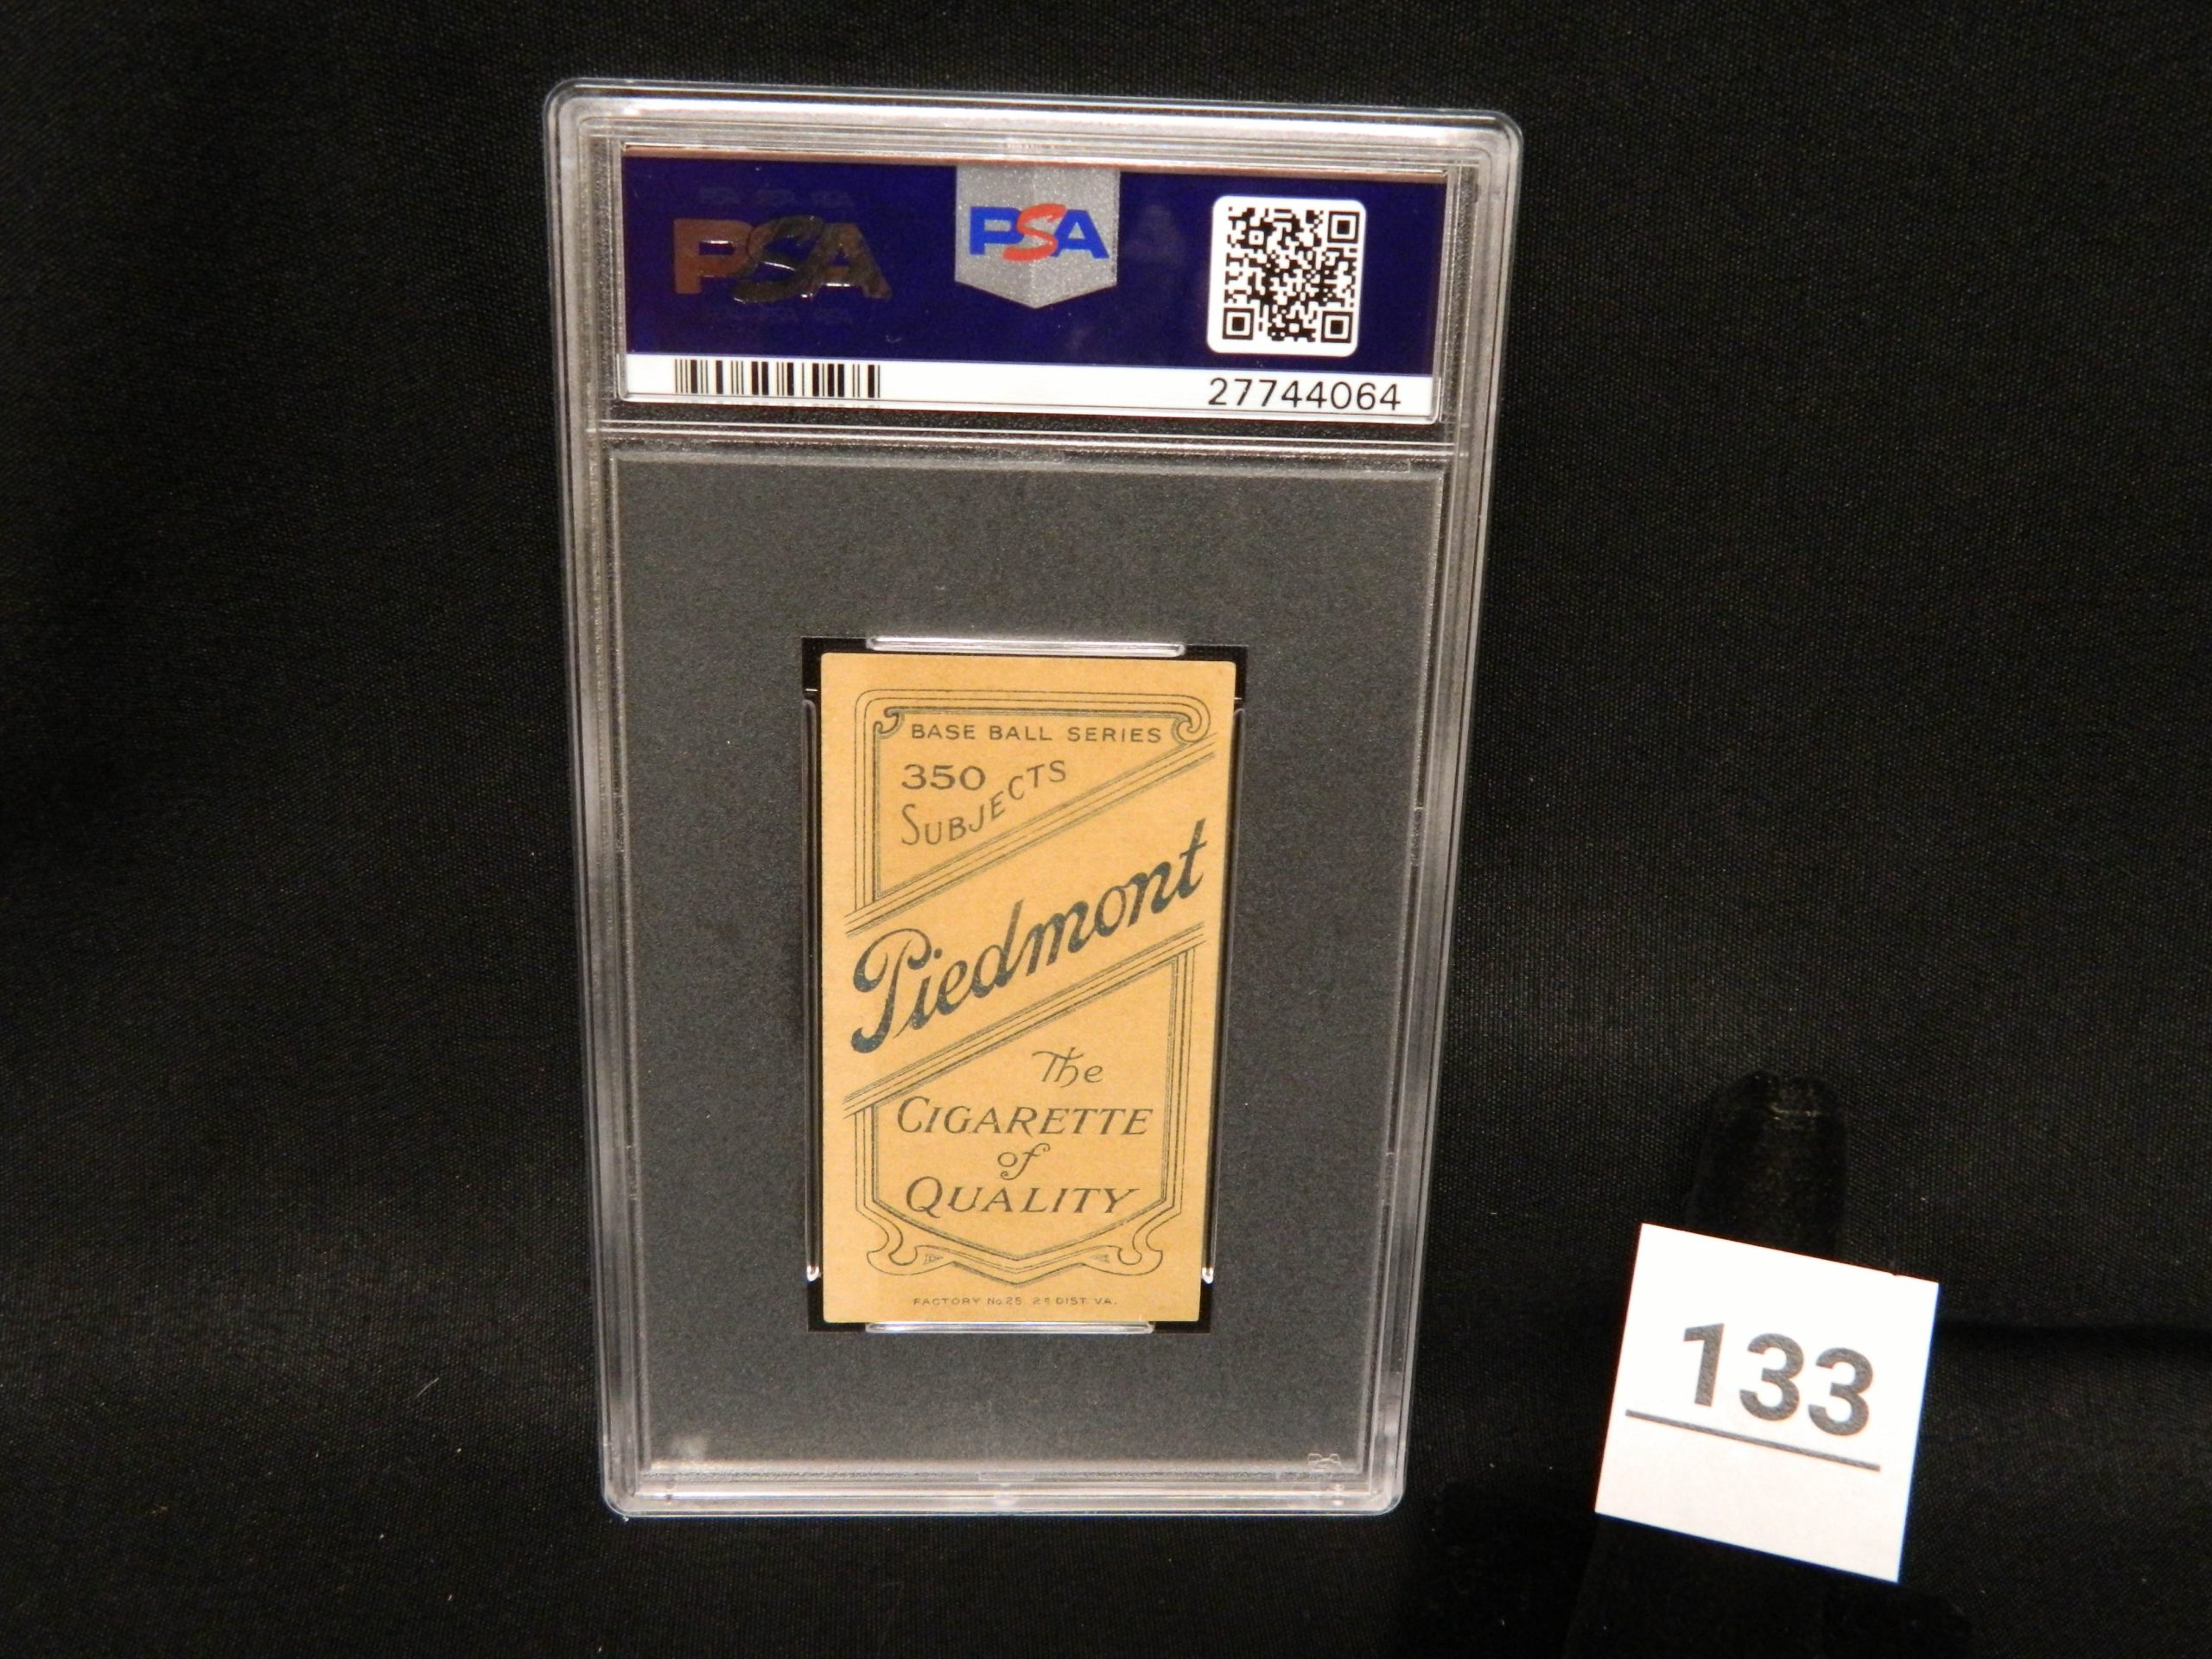 PSA
PSA
27744064
BASE BALL SERIES
350
SUBJECTS
Piedmont
The
CIGARETTE
of
QUALITY
FACTORY No 25, 2d DIST. VA.
133